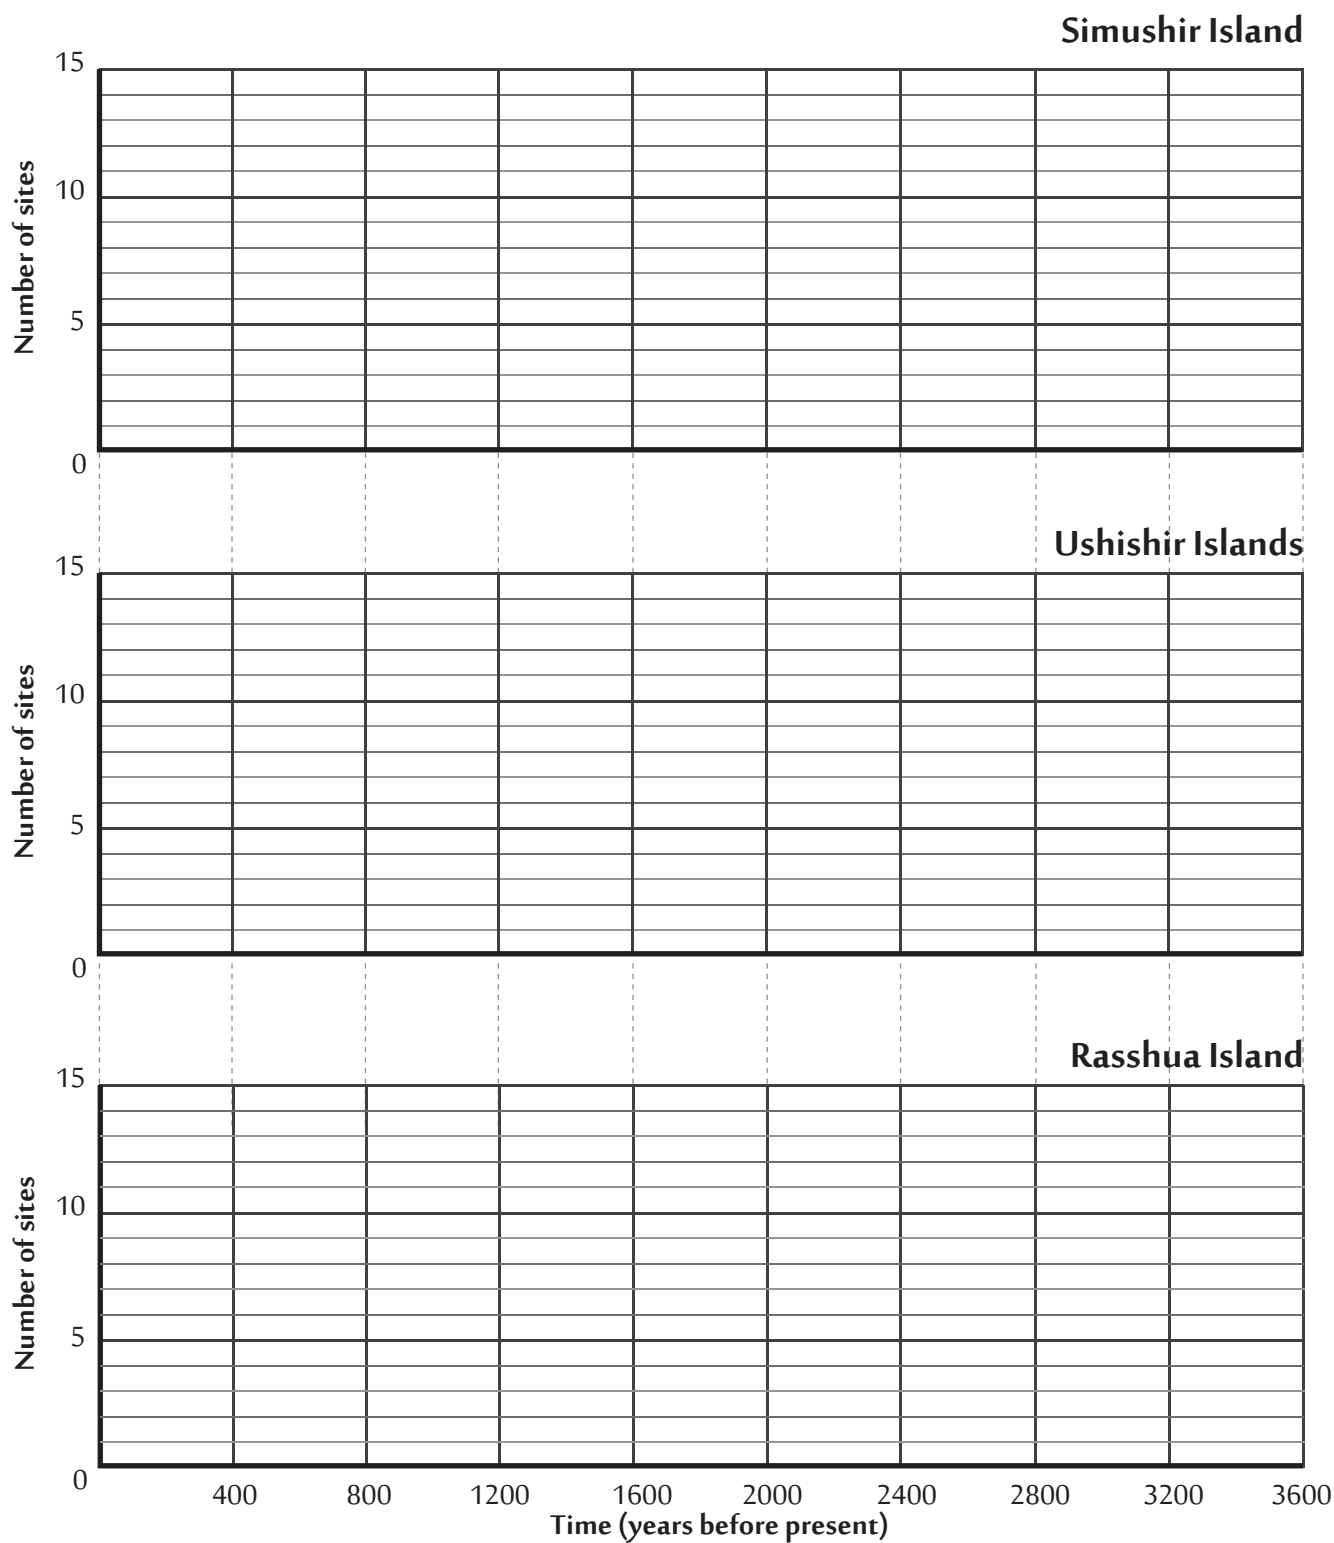 Simushir Island
15
10
5
0
Number of sites
Ushishir Islands
15
10
5
0
Number of sites
Rasshua Island
15
10
5
0
Number of sites
400 800 1200 1600 2000 2400 2800 3200 3600
Time (years before present)